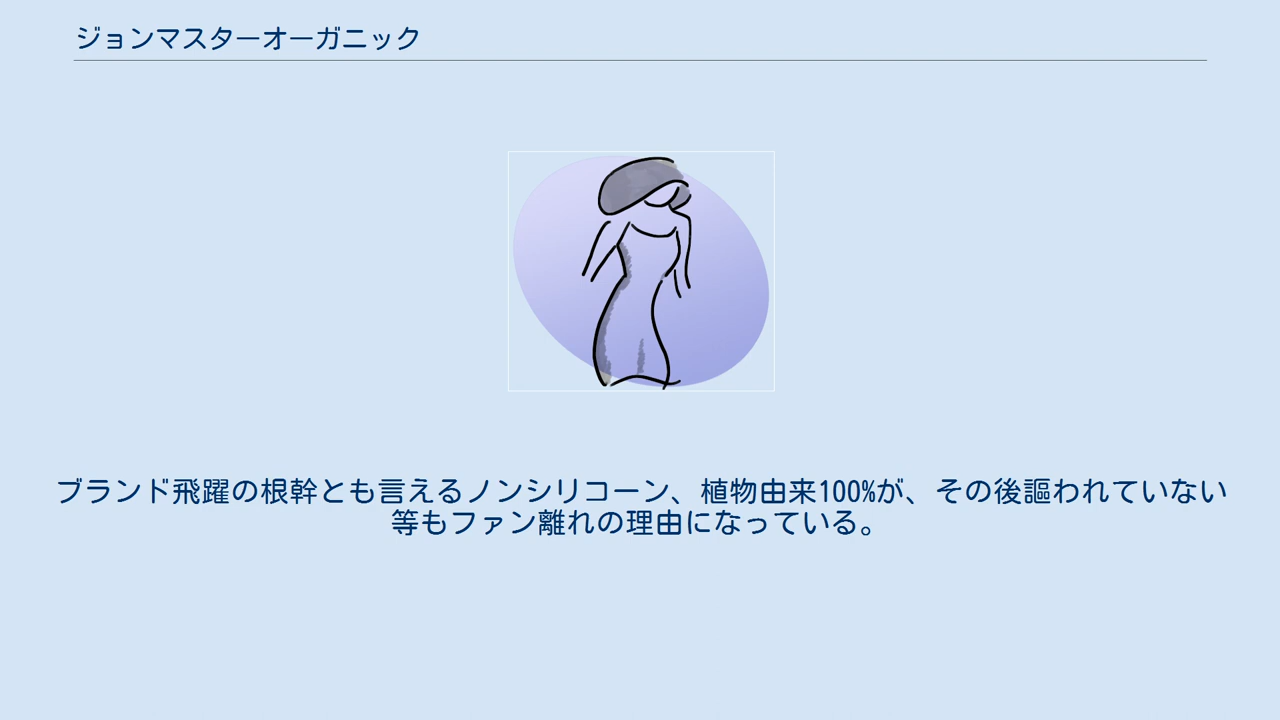 ジョンマスターオーガニック
ブランド飛躍の根幹とも言えるノンシリコーン、植物由来100%が、その後謳われていない
等もファン離れの理由になっている。